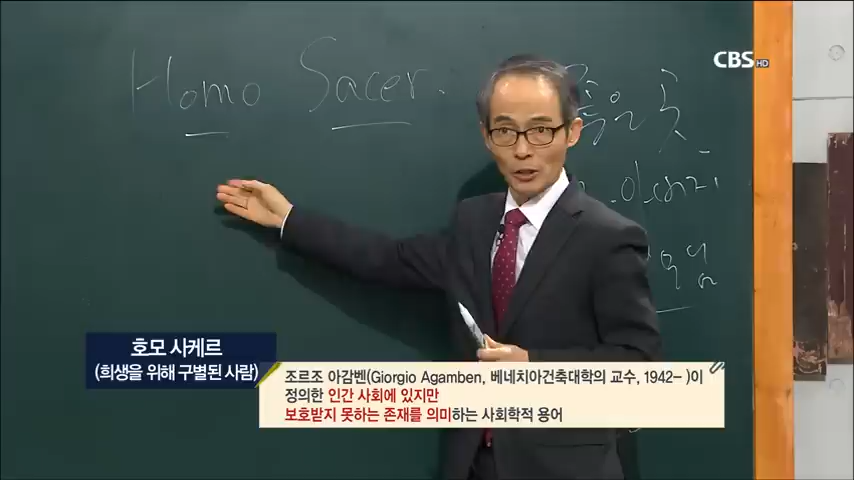 Homo Sacer.
CBS HD
호모 사케르
(희생을 위해 구별된 사람)
조르조 아감벤(Giorgio Agamben, 베네치아건축대학의 교수, 1942- )이
정의한 인간 사회에 있지만
보호받지 못하는 존재를 의미하는 사회학적 용어